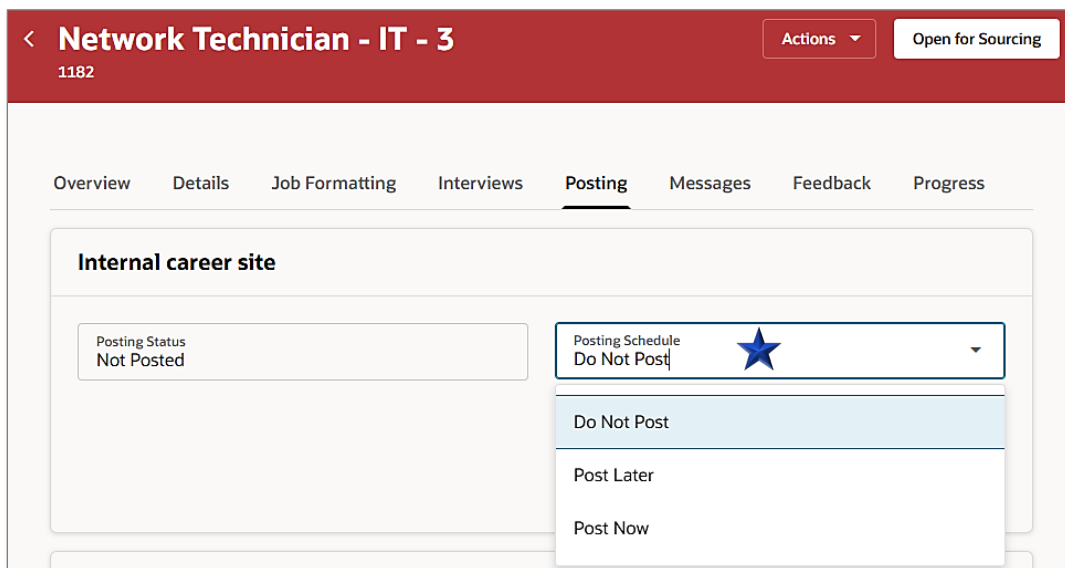 Network Technician - IT - 3
1182
Actions
Open for Sourcing
Overview Details Job Formatting Interviews Posting Messages Feedback Progress
Internal career site
Posting Status
Not Posted
Posting Schedule
Do Not Post
Do Not Post
Post Later
Post Now